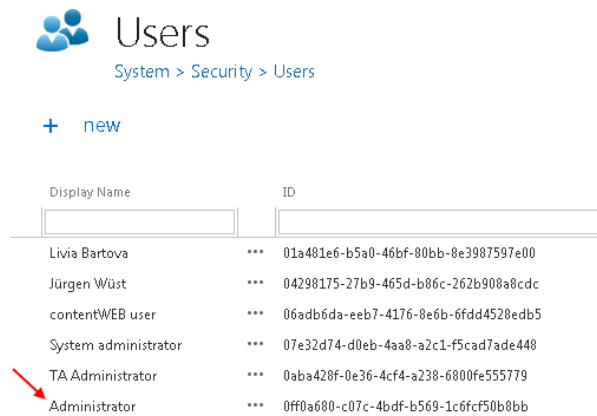 Users
System > Security > Users
+ new
Display Name ID
Livia Bartova ••• 01a481e6-b5a0-46bf-80bb-8e3987597e00
Jürgen Wüst ••• 04298175-27b9-465d-b86c-262b908a8cdc
contentWEB user ••• 06adb6da-eeb7-4176-8e6b-6fdd4528edb5
System administrator ••• 07e32d74-d0eb-4aa8-a2c1-f5cad7ade448
TA Administrator ••• 0aba428f-0e36-4cf4-a238-6800fe555779
Administrator ••• 0ff0a680-c07c-4bdf-b569-1c6fcf50b8bb